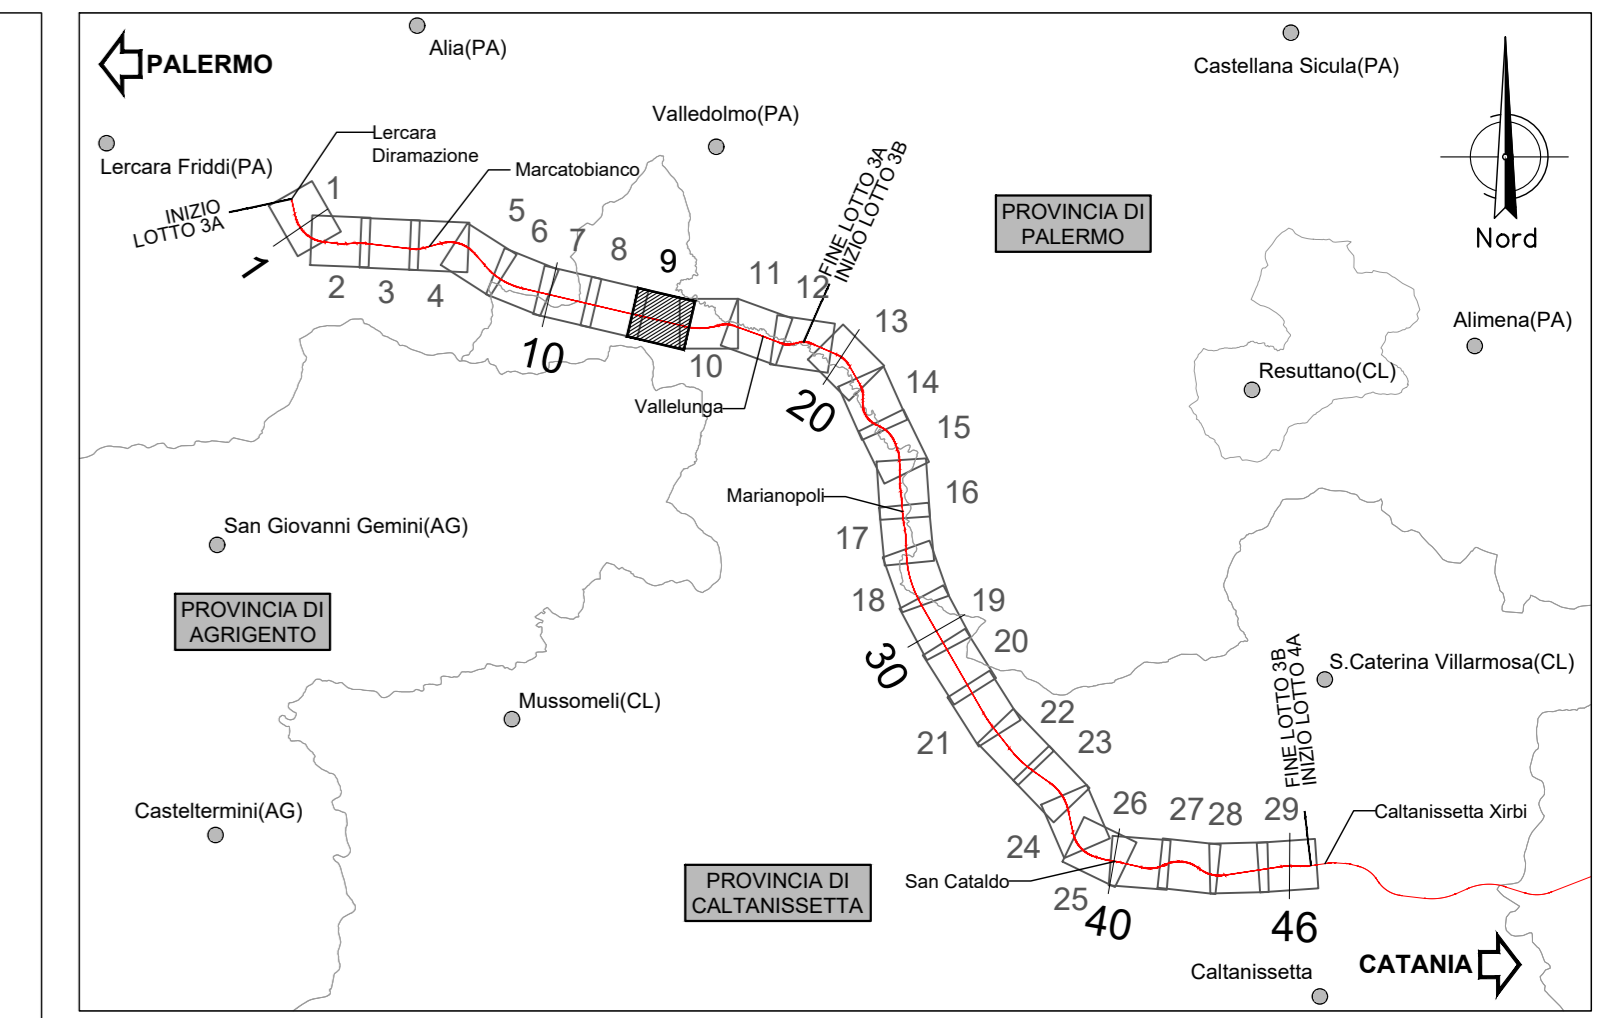 PALERMO
Alia(PA)
Castellana Sicula(PA)
Valledolmo(PA)
Lercara
Diramazione
Lercara Friddi(PA)
Marcatobianco
INIZIO
LOTTO 3A
FINE LOTTO 3A
INIZIO LOTTO 3B
PROVINCIA DI
PALERMO
Nord
1
1
2
3
4
5
6
7
8
9
10
10
11
12
13
Alimena(PA)
Resuttano(CL)
Vallelunga
20
14
15
Marianopoli
16
17
San Giovanni Gemini(AG)
PROVINCIA DI
AGRIGENTO
18
19
20
30
S.Caterina Villarmosa(CL)
Mussomeli(CL)
21
22
23
FINE LOTTO 3B
INIZIO LOTTO 4A
Casteltermini(AG)
24
25
26
27
28
29
Caltanissetta Xirbi
San Cataldo
PROVINCIA DI
CALTANISSETTA
40
46
CATANIA
Caltanissetta